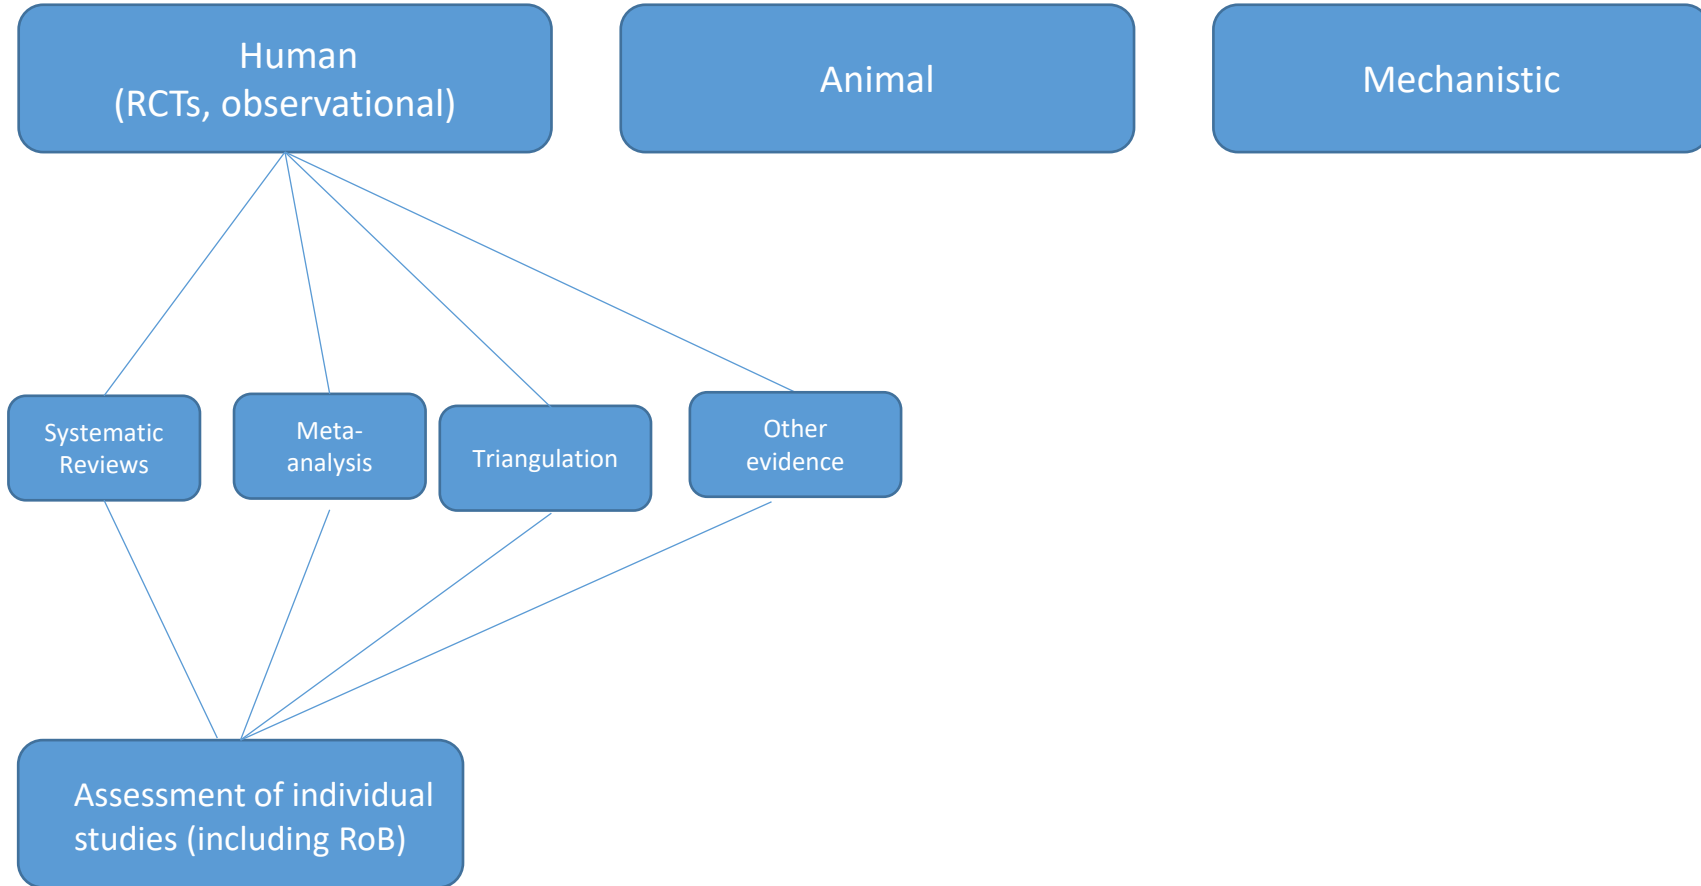 Human
(RCTs, observational)
Animal
Mechanistic
Systematic
Reviews
Meta-
analysis
Triangulation
Other
evidence
Assessment of individual
studies (including RoB)